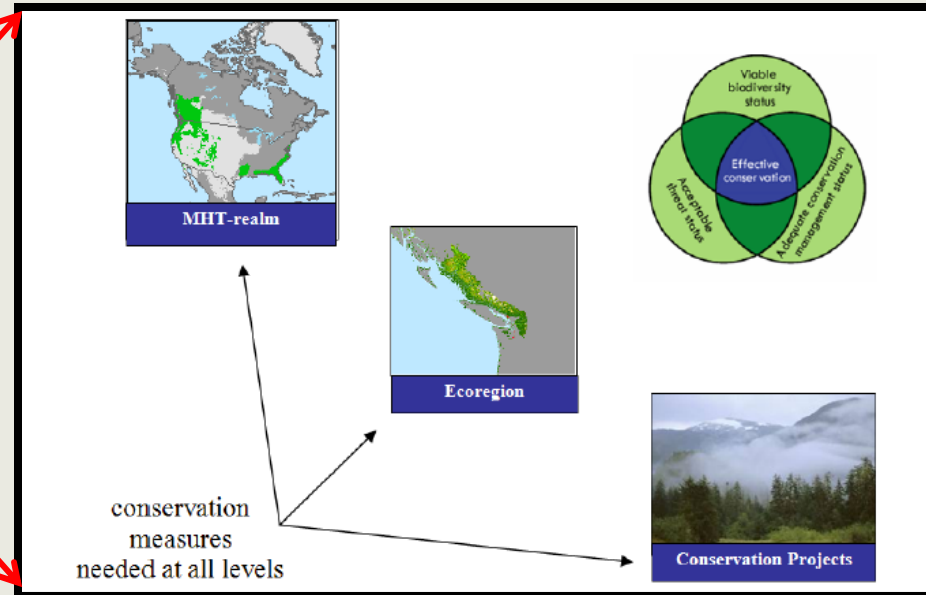 MHT-realm
Viable
biodiversity
status
Effective
conservation
Acceptable
threat status
Adequate conservation
management status
Ecoregion
conservation
measures
needed at all levels
Conservation Projects